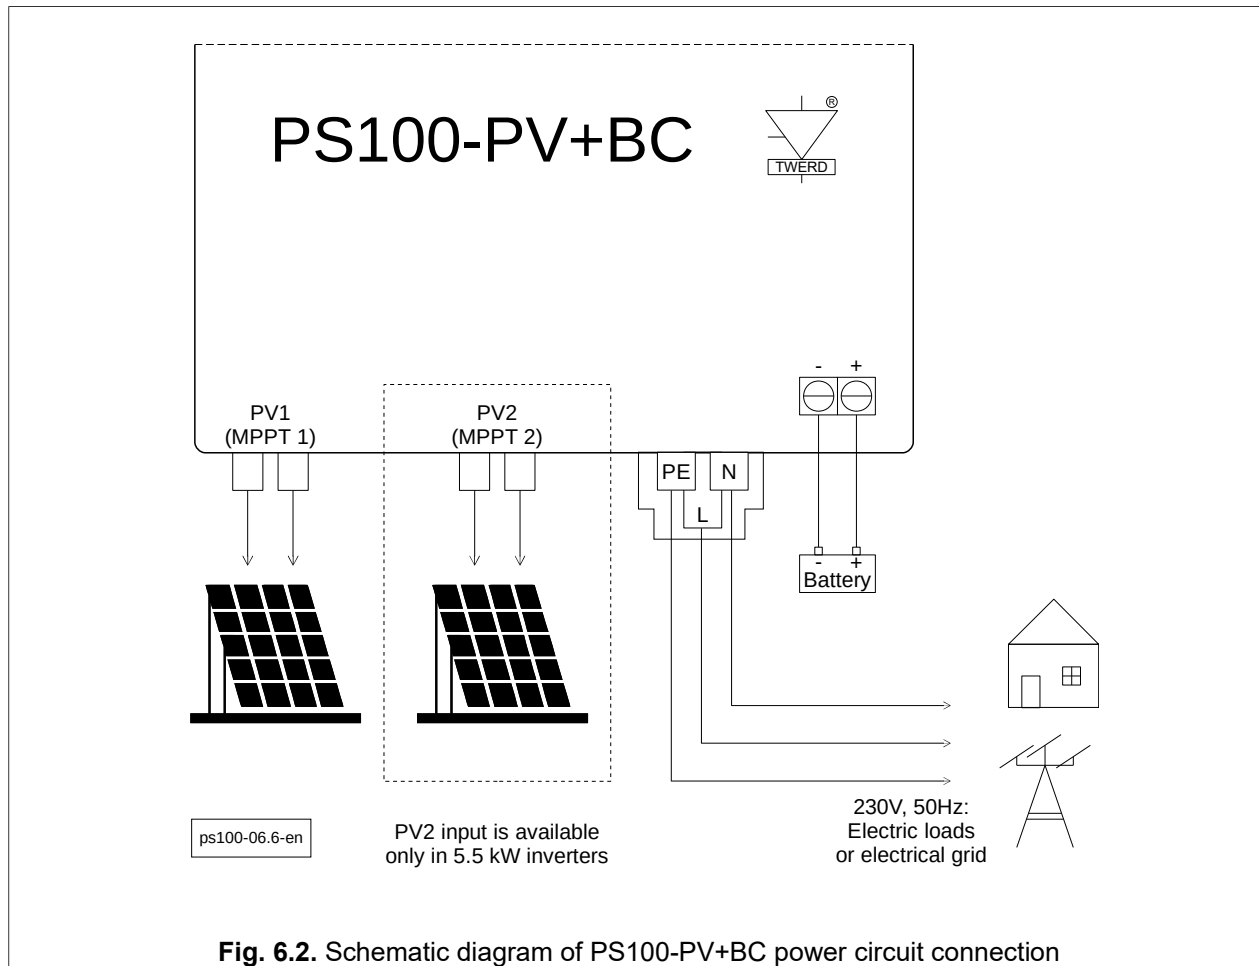 PS100-PV+BC
®
TWERD
- +
PV1
(MPPT 1)
PV2
(MPPT 2)
PE
N
L
- +
Battery
230V, 50Hz:
Electric loads
or electrical grid
ps100-06.6-en
PV2 input is available
only in 5.5 kW inverters
Fig. 6.2. Schematic diagram of PS100-PV+BC power circuit connection